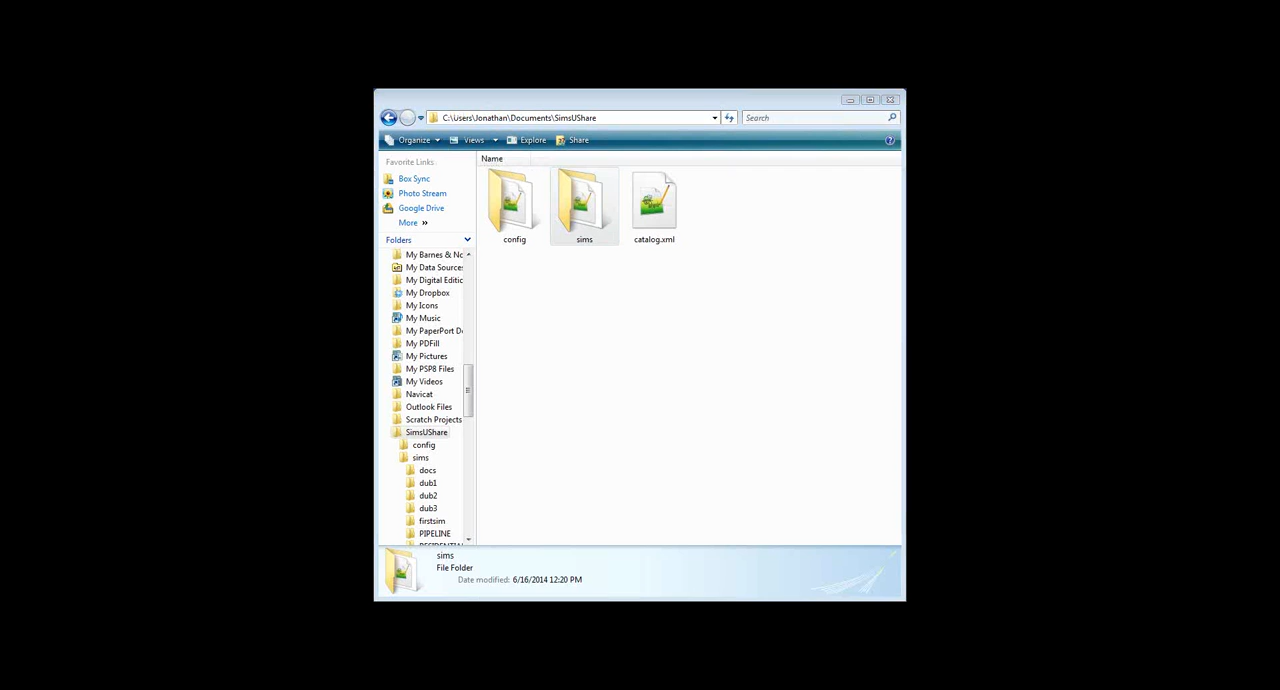 C:\Users\Jonathan\Documents\SimsUShare
Search
Organize Views Explore Share
Favorite Links
Box Sync
Photo Stream
Google Drive
More »
Folders
My Barnes & No
My Data Sources
My Digital Editic
My Dropbox
My Icons
My Music
My PaperPort Do
My PDFill
My Pictures
My PSP8 Files
My Videos
Navicat
Outlook Files
Scratch Projects
SimsUShare
config
sims
docs
dub1
dub2
dub3
firstsim
PIPELINE
Name
config
sims
catalog.xml
sims
File Folder
Date modified: 6/16/2014 12:20 PM